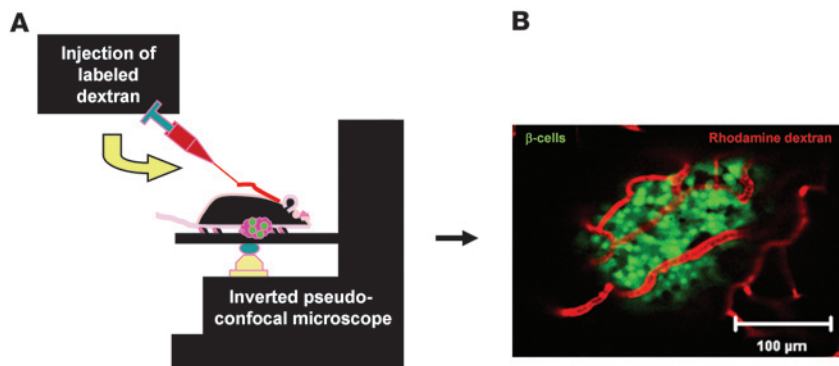 A
Injection of
labeled
dextran
Inverted pseudo-
confocal microscope
B
β-cells
Rhodamine dextran
100 µm